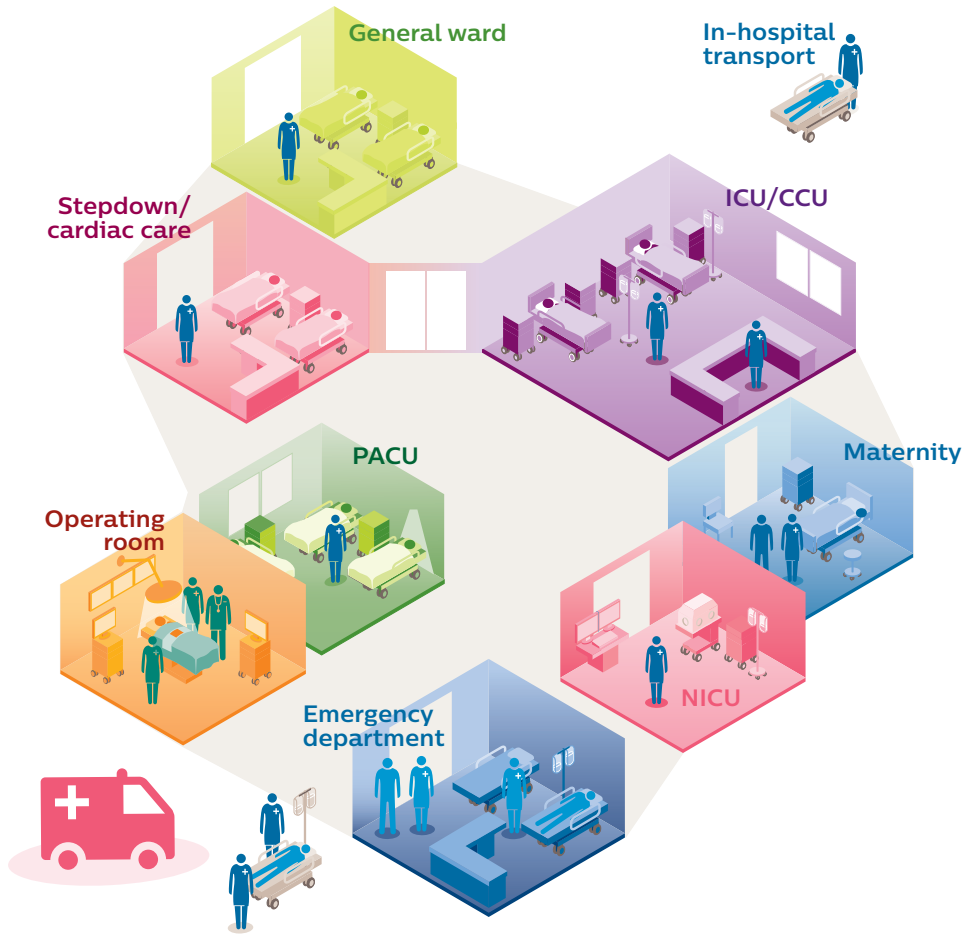 General ward
In-hospital
transport
Stepdown/
cardiac care
ICU/CCU
PACU
Maternity
Operating
room
NICU
Emergency
department